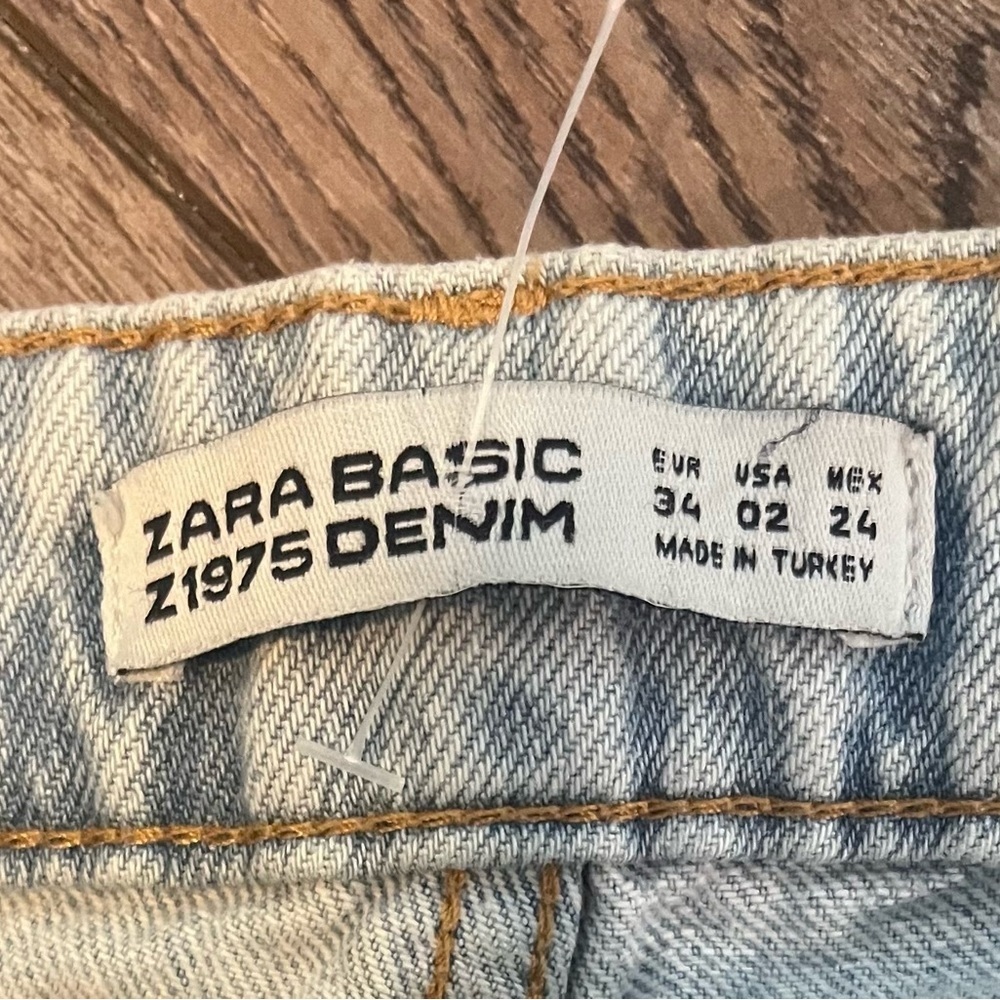 ZARA BASIC
Z1975 DENIM
EUR USA MEX
34 02 24
MADE IN TURKEY